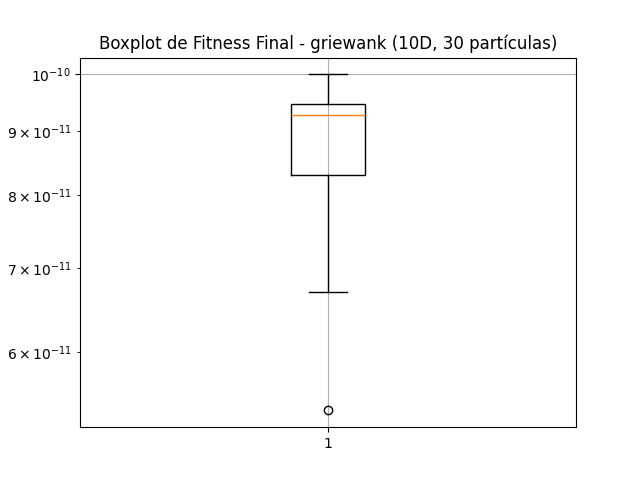 Boxplot de Fitness Final - griewank (10D, 30 partículas)
10⁻¹⁰
9 × 10⁻¹¹
8 × 10⁻¹¹
7 × 10⁻¹¹
6 × 10⁻¹¹
1